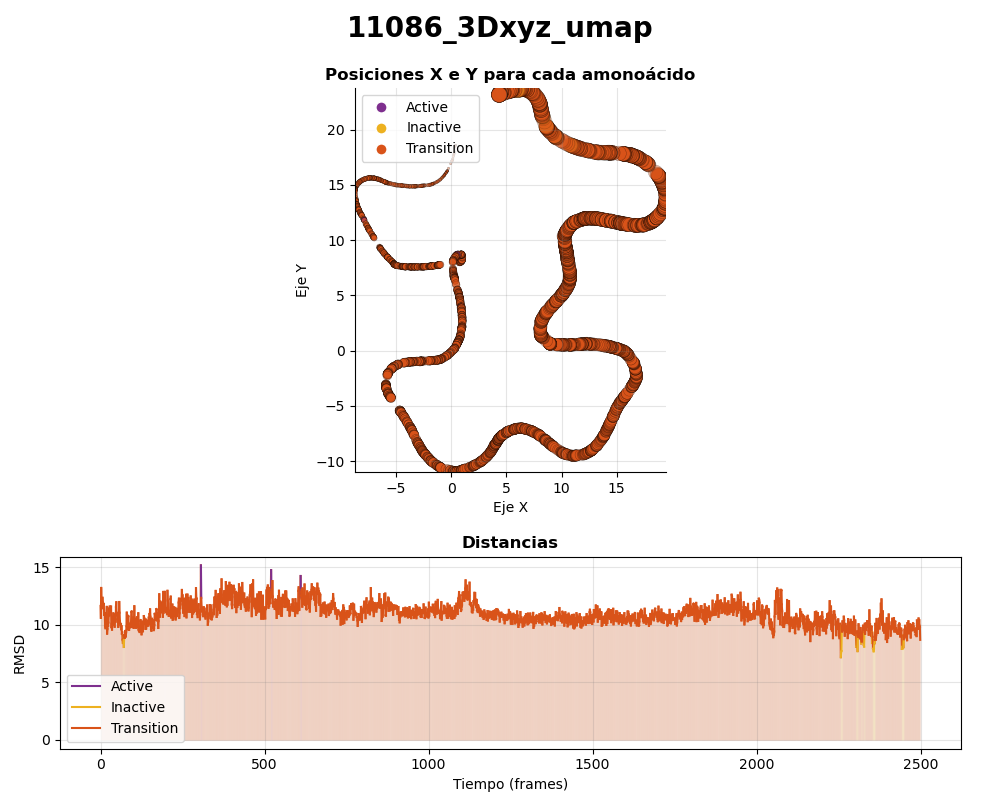 11086_3Dxyz_umap
Posiciones X e Y para cada amonoácido
Active
Inactive
Transition
20
15
10
5
0
−5
−10
Eje Y
−5
0
5
10
15
Eje X
Distancias
15
10
5
0
RMSD
Active
Inactive
Transition
0
500
1000
1500
2000
2500
Tiempo (frames)